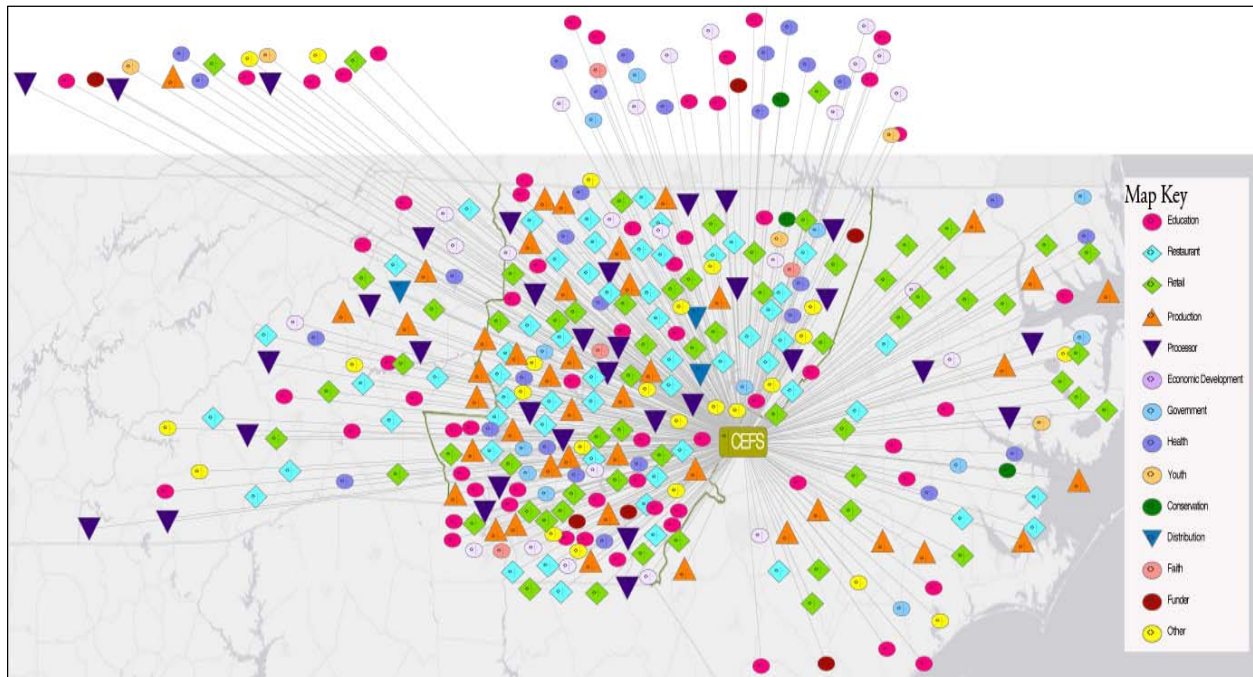 Map Key
Education
Restaurant
Retail
Production
Processor
Economic Development
Government
Health
Youth
Conservation
Distribution
Faith
Funder
Other
CEFS